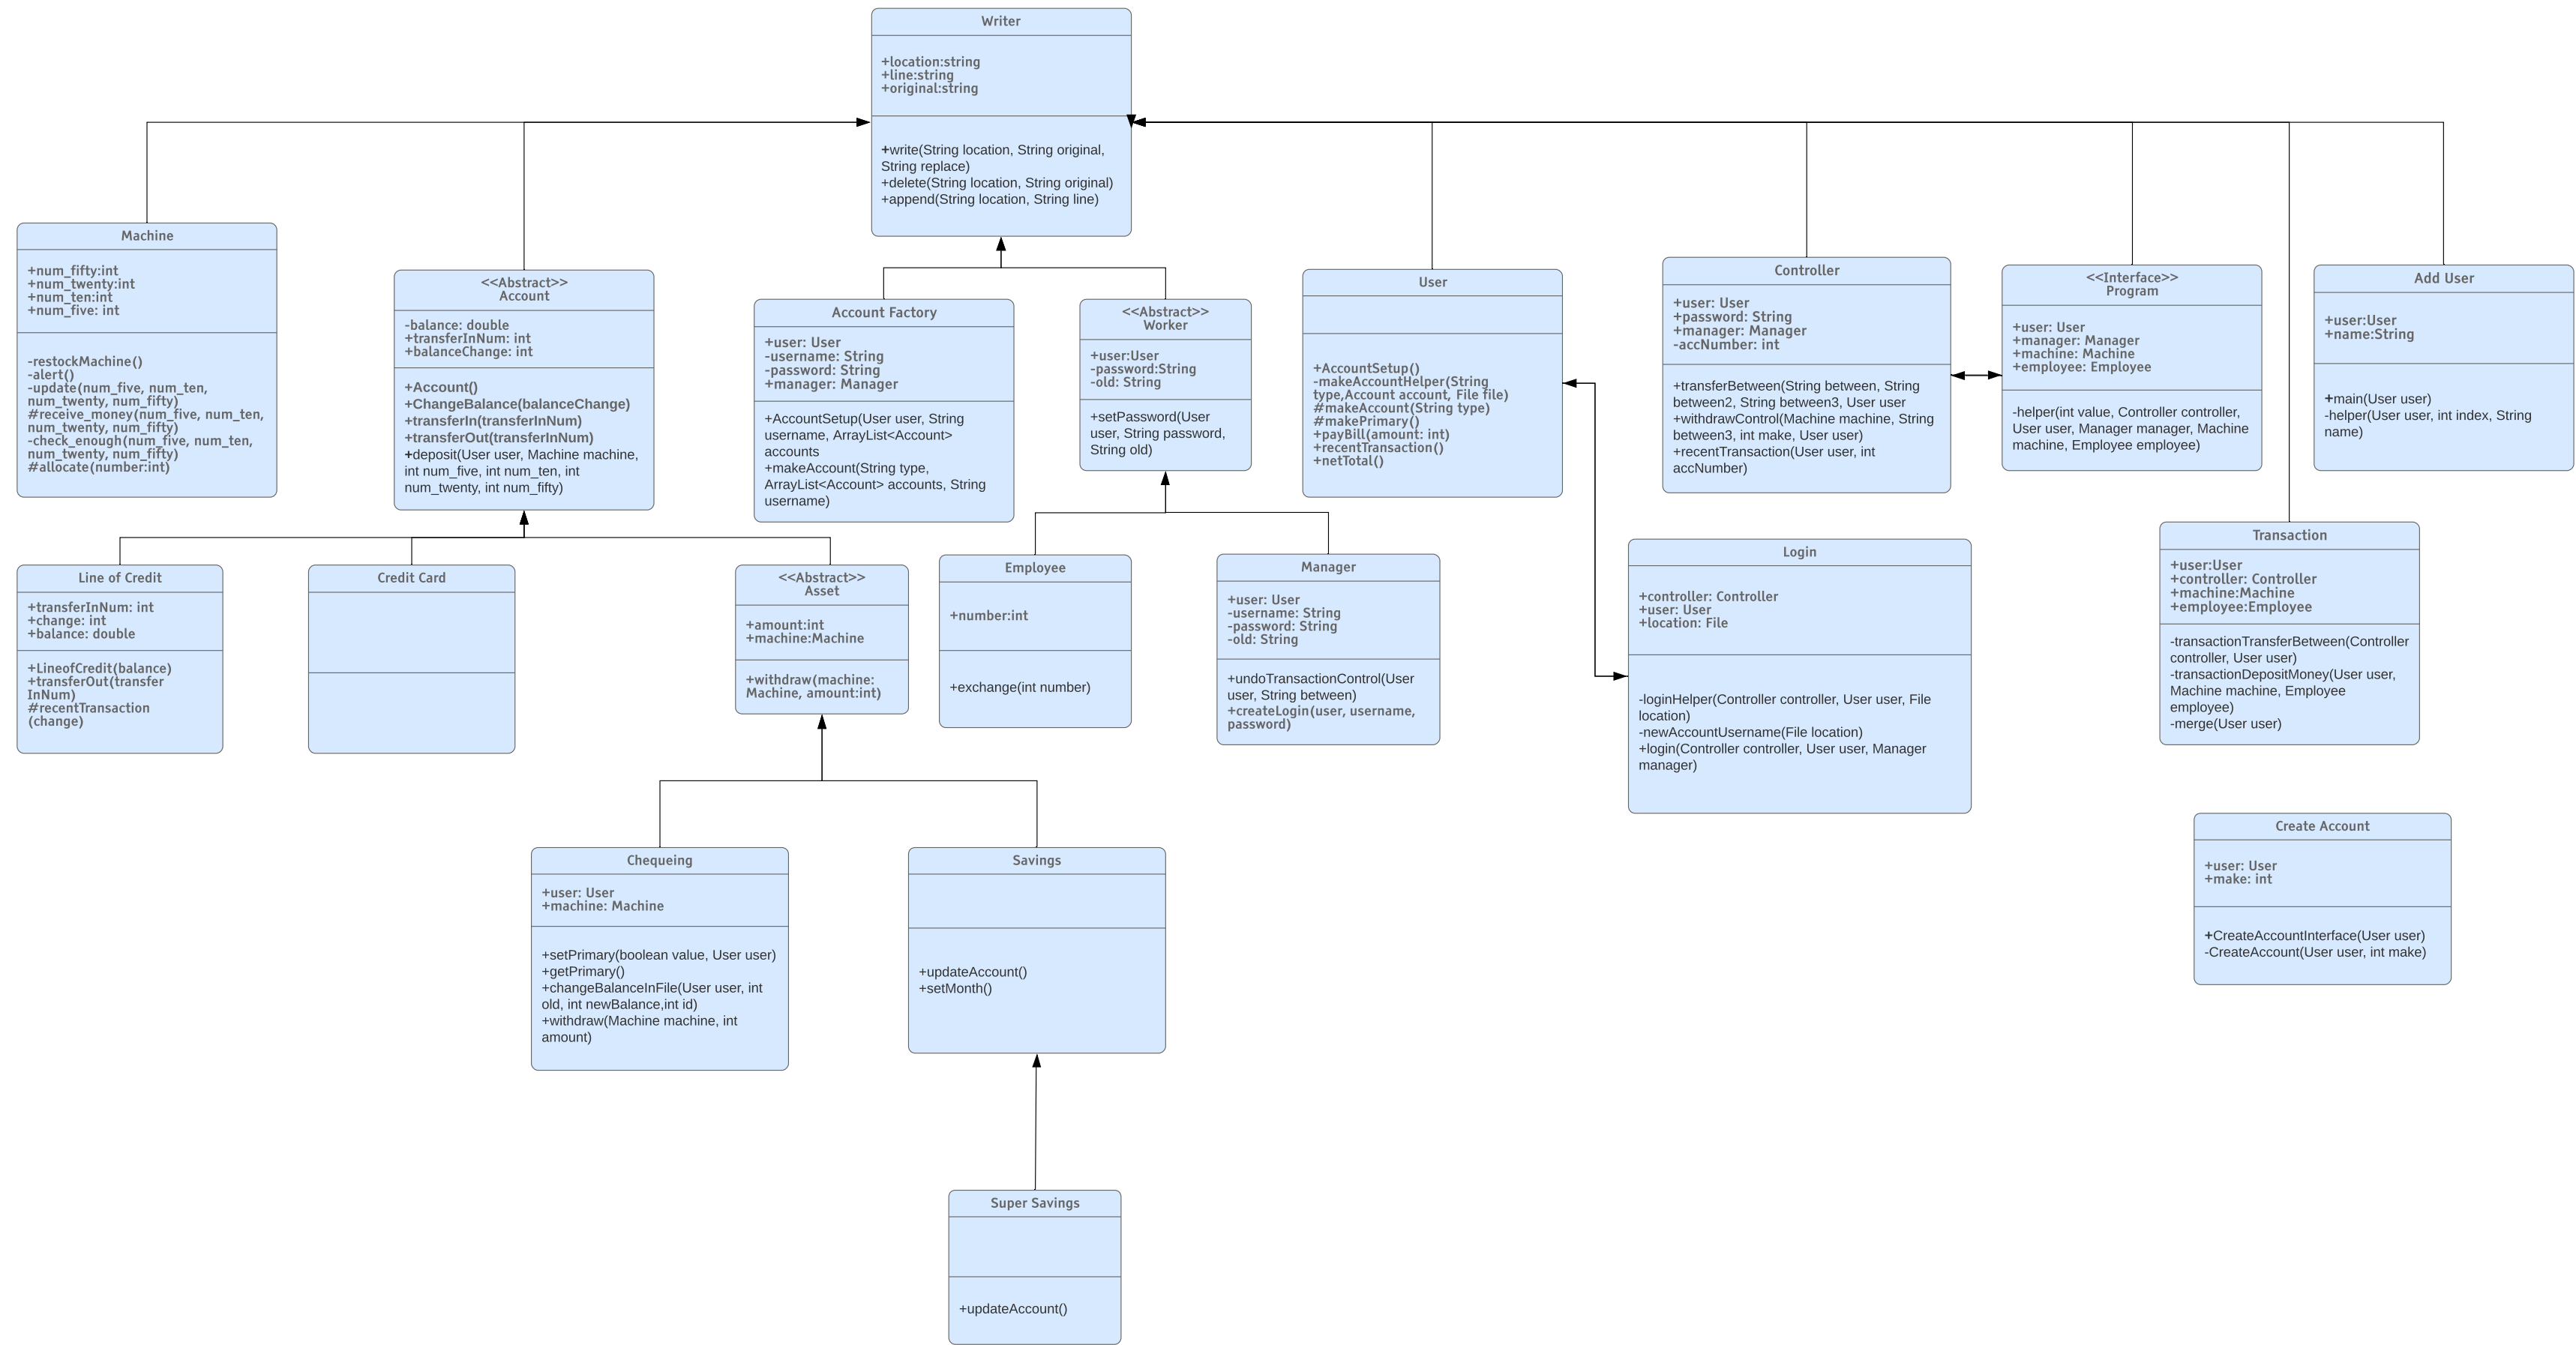 Writer
+location:string
+line:string
+original:string
+write(String location, String original,
String replace)
+delete(String location, String original)
+append(String location, String line)
Machine
+num_fifty:int
+num_twenty:int
+num_ten:int
+num_five: int
-restockMachine()
-alert()
-update(num_five, num_ten,
num_twenty, num_fifty)
#receive_money(num_five, num_ten,
num_twenty, num_fifty)
-check_enough(num_five, num_ten,
num_twenty, num_fifty)
#allocate(number:int)
<<Abstract>>
Account
-balance: double
+transferInNum: int
+balanceChange: int
+Account()
+ChangeBalance(balanceChange)
+transferIn(transferInNum)
+transferOut(transferInNum)
+deposit(User user, Machine machine,
int num_five, int num_ten, int
num_twenty, int num_fifty)
Account Factory
+user: User
-username: String
-password: String
+manager: Manager
+AccountSetup(User user, String
username, ArrayList<Account>
accounts
+makeAccount(String type,
ArrayList<Account> accounts, String
username)
<<Abstract>>
Worker
+user:User
-password:String
-old: String
+setPassword(User
user, String password,
String old)
User
+AccountSetup()
-makeAccountHelper(String
type,Account account, File file)
#makeAccount(String type)
#makePrimary()
+payBill(amount: int)
+recentTransaction()
+netTotal()
Controller
+user: User
+password: String
+manager: Manager
-accNumber: int
+transferBetween(String between, String
between2, String between3, User user
+withdrawControl(Machine machine, String
between3, int make, User user)
+recentTransaction(User user, int
accNumber)
<<Interface>>
Program
+user: User
+manager: Manager
+machine: Machine
+employee: Employee
-helper(int value, Controller controller,
User user, Manager manager, Machine
machine, Employee employee)
Add User
+user:User
+name:String
+main(User user)
-helper(User user, int index, String
name)
Line of Credit
+transferInNum: int
+change: int
+balance: double
+LineofCredit(balance)
+transferOut(transfer
InNum)
#recentTransaction
(change)
Credit Card
<<Abstract>>
Asset
+amount:int
+machine:Machine
+withdraw(machine:
Machine, amount:int)
Employee
+number:int
+exchange(int number)
Manager
+user: User
-username: String
-password: String
-old: String
+undoTransactionControl(User
user, String between)
+createLogin(user, username,
password)
Login
+controller: Controller
+user: User
+location: File
-loginHelper(Controller controller, User user, File
location)
-newAccountUsername(File location)
+login(Controller controller, User user, Manager
manager)
Transaction
+user:User
+controller: Controller
+machine:Machine
+employee:Employee
-transactionTransferBetween(Controller
controller, User user)
-transactionDepositMoney(User user,
Machine machine, Employee
employee)
-merge(User user)
Chequeing
+user: User
+machine: Machine
+setPrimary(boolean value, User user)
+getPrimary()
+changeBalanceInFile(User user, int
old, int newBalance,int id)
+withdraw(Machine machine, int
amount)
Savings
+updateAccount()
+setMonth()
Create Account
+user: User
+make: int
+CreateAccountInterface(User user)
-CreateAccount(User user, int make)
Super Savings
+updateAccount()